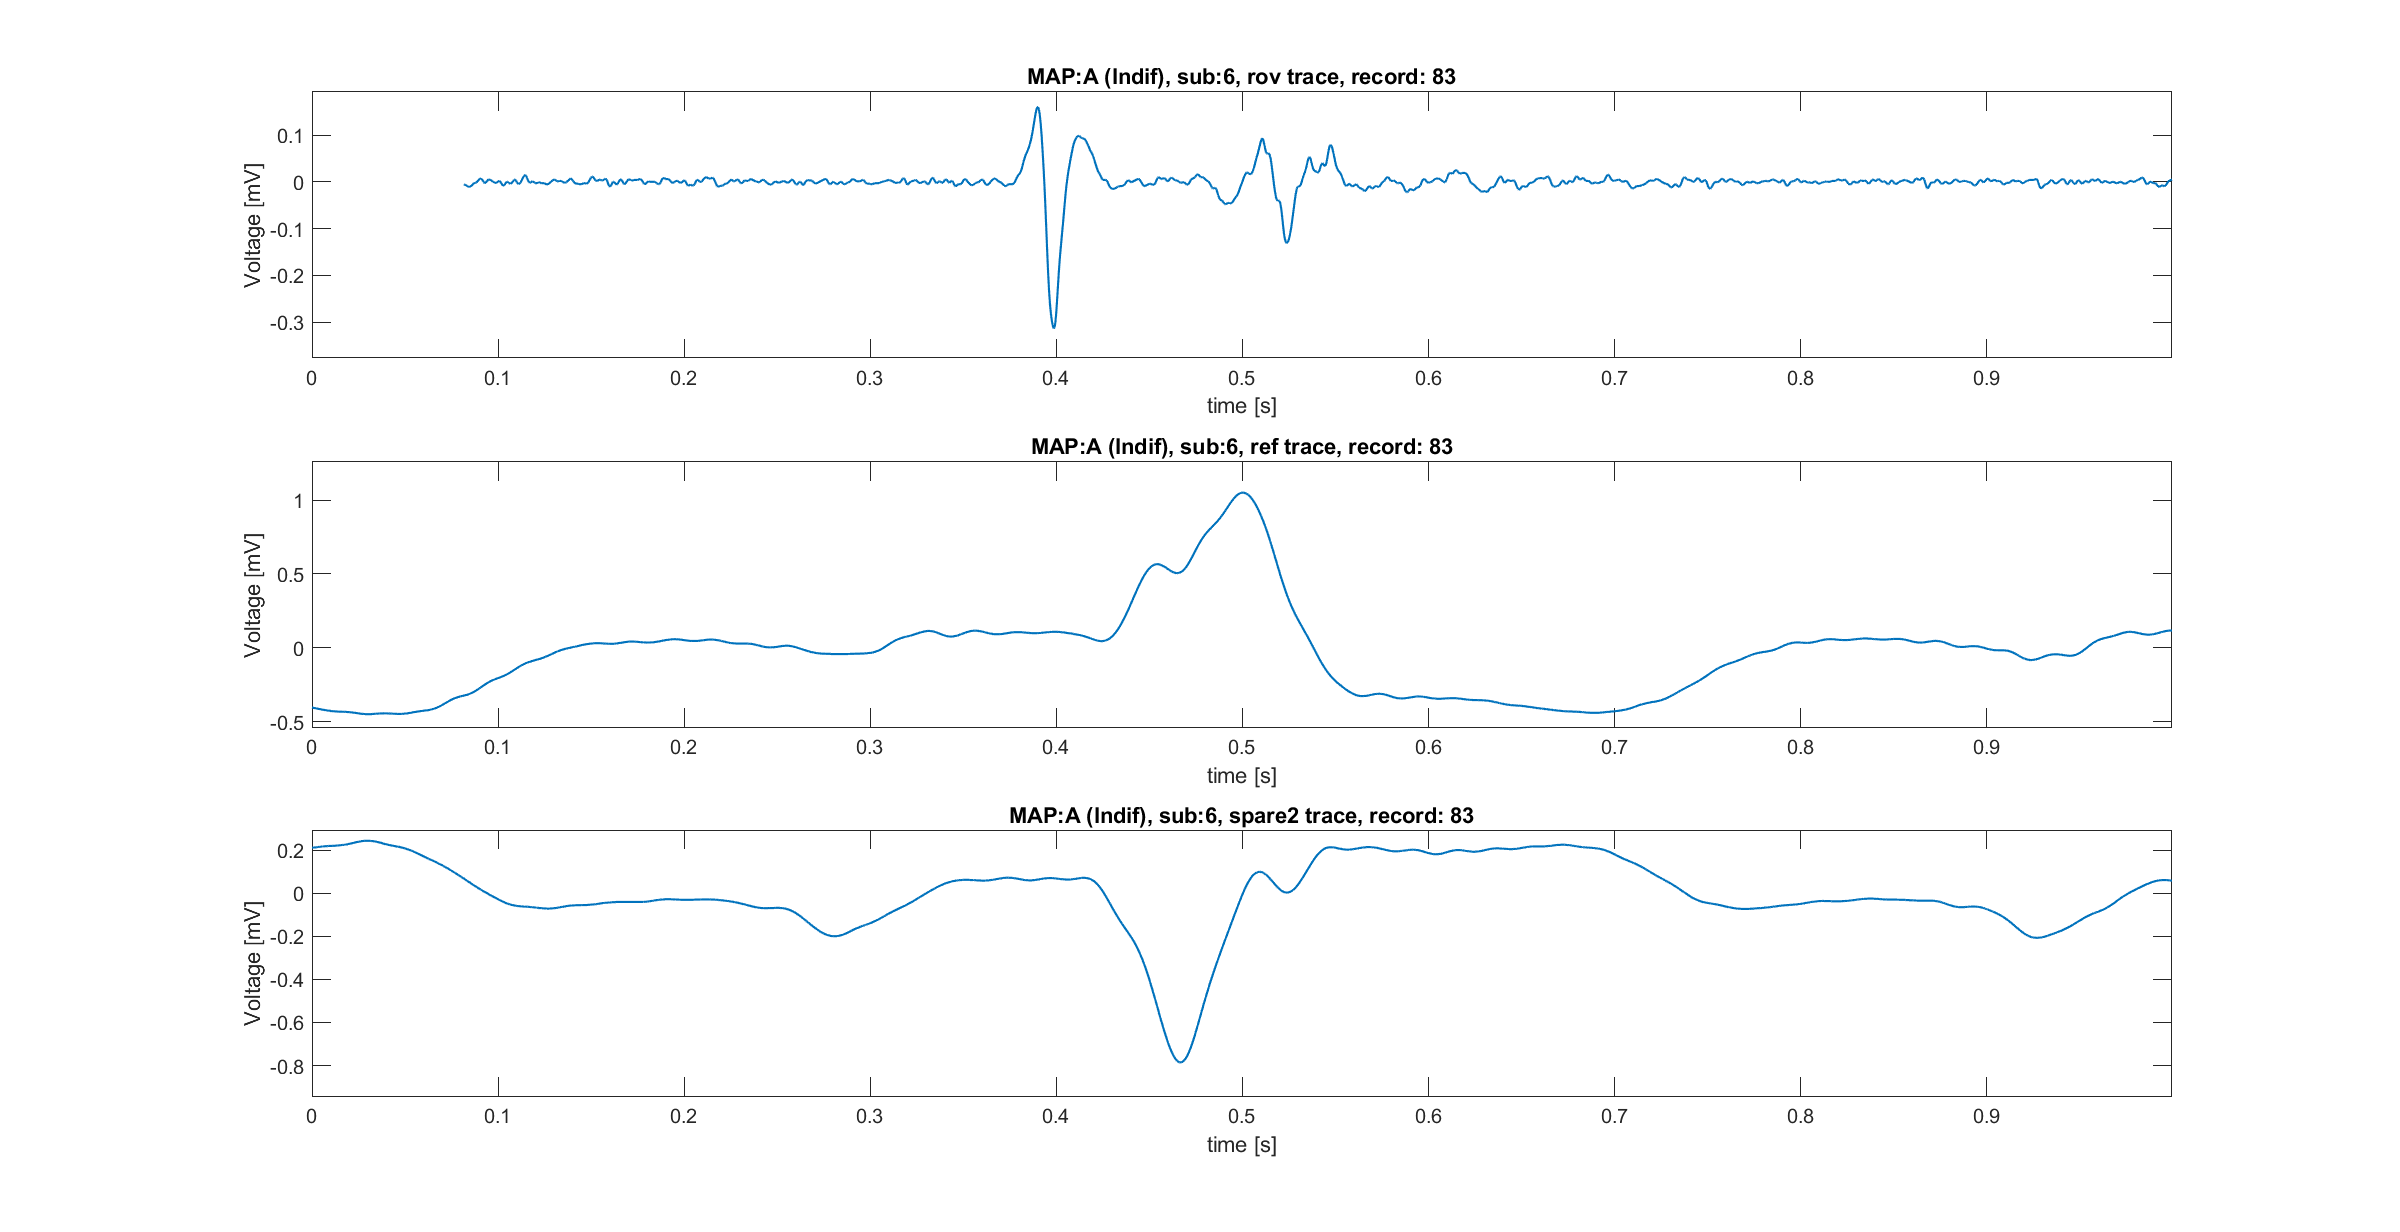 MAP:A (Indif), sub:6, rov trace, record: 83
Voltage [mV]
0.1
0
-0.1
-0.2
-0.3
0 0.1 0.2 0.3 0.4 0.5 0.6 0.7 0.8 0.9
time [s]
MAP:A (Indif), sub:6, ref trace, record: 83
Voltage [mV]
1
0.5
0
-0.5
0 0.1 0.2 0.3 0.4 0.5 0.6 0.7 0.8 0.9
time [s]
MAP:A (Indif), sub:6, spare2 trace, record: 83
Voltage [mV]
0.2
0
-0.2
-0.4
-0.6
-0.8
0 0.1 0.2 0.3 0.4 0.5 0.6 0.7 0.8 0.9
time [s]